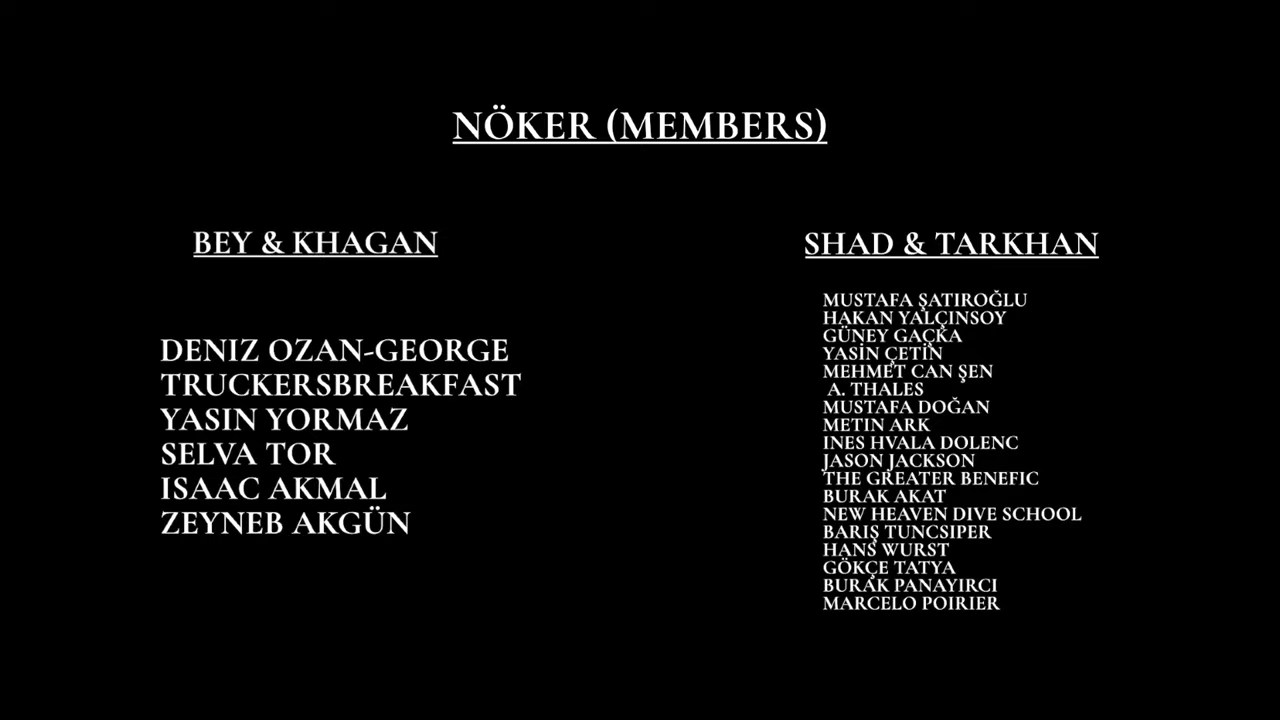 NÖKER (MEMBERS)
BEY & KHAGAN
DENIZ OZAN-GEORGE
TRUCKERSBREAKFAST
YASIN YORMAZ
SELVA TOR
ISAAC AKMAL
ZEYNEB AKGÜN
SHAD & TARKHAN
MUSTAFA ŞATIROĞLU
HAKAN YALÇINSOY
GÜNEY GAÇKA
YASİN ÇETİN
MEHMET CAN ŞEN
A. THALES
MUSTAFA DOĞAN
METIN ARK
INES HVALA DOLENC
JASON JACKSON
THE GREATER BENEFIC
BURAK AKAT
NEW HEAVEN DIVE SCHOOL
BARIŞ TUNCSIPER
HANS WURST
GÖKÇE TATYA
BURAK PANAYIRCI
MARCELO POIRIER